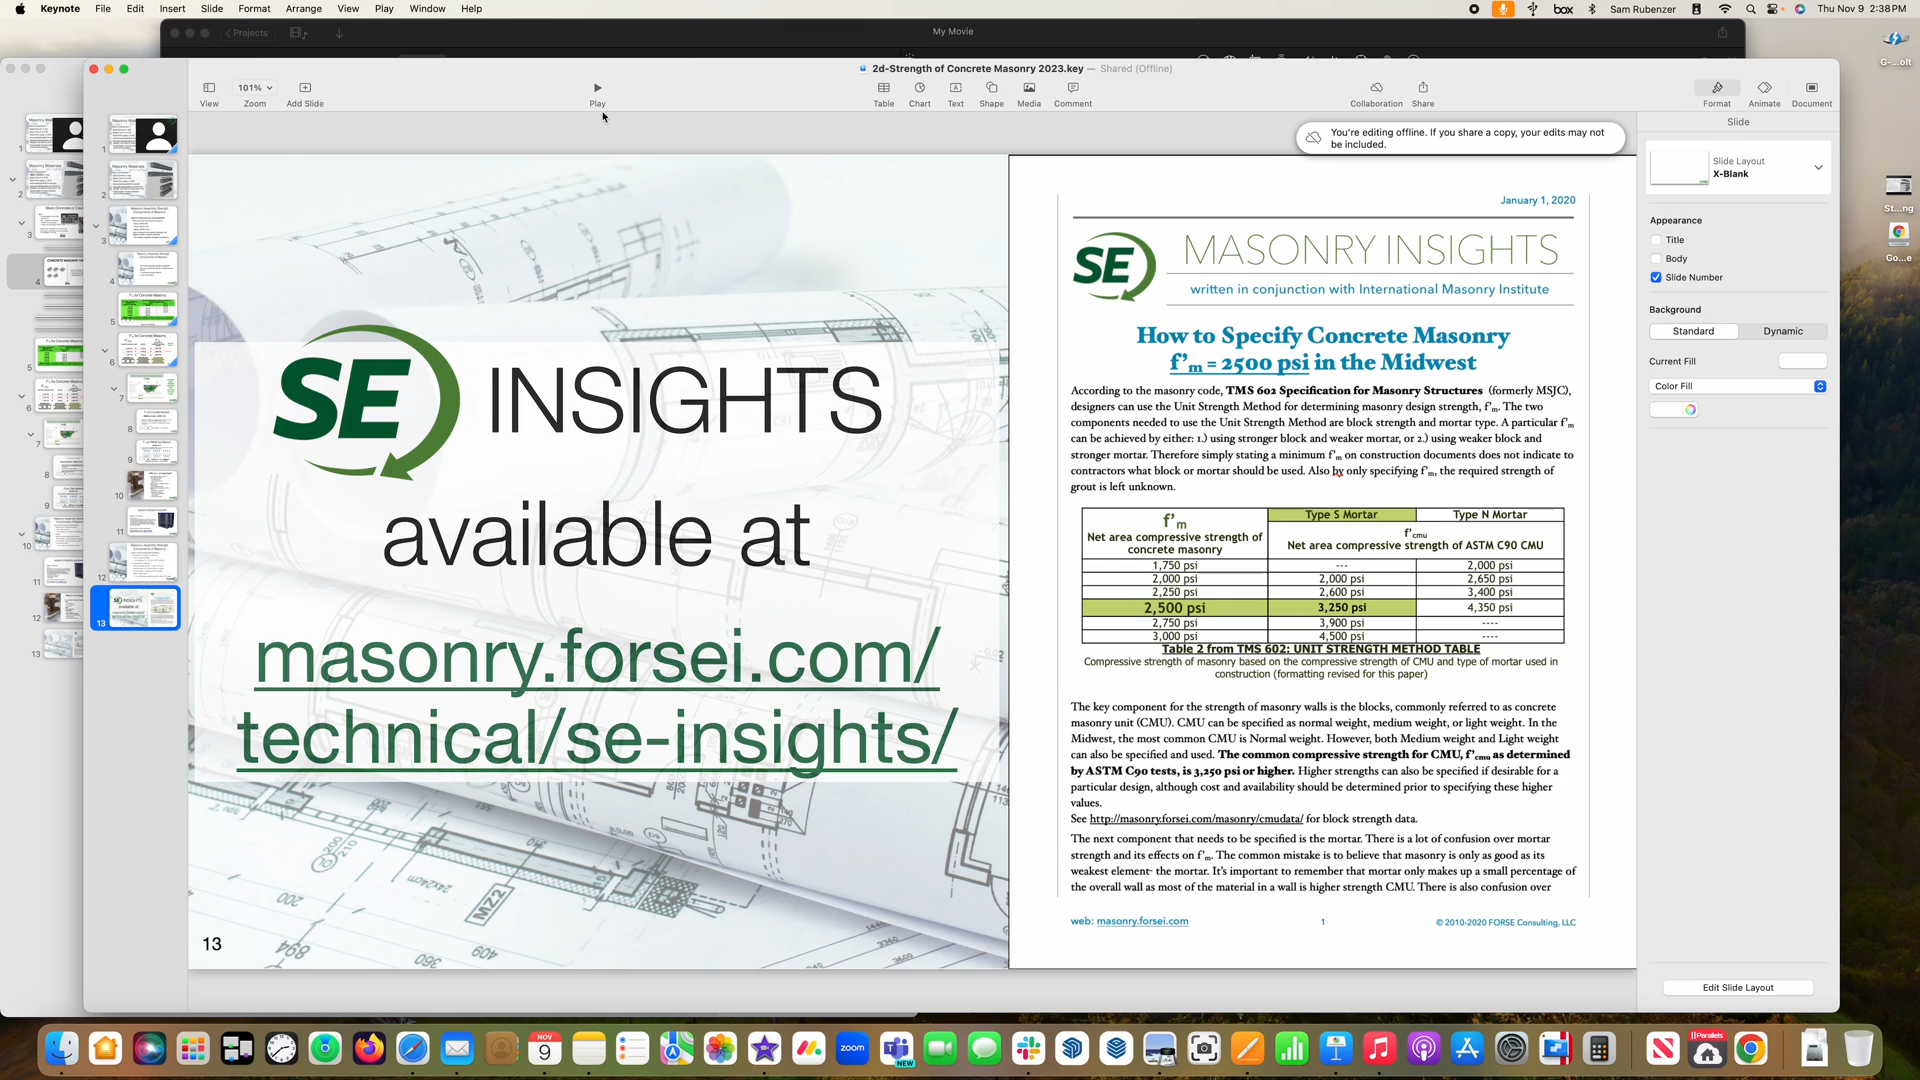 Keynote File Edit Insert Slide Format Arrange View Play Window Help
box Sam Rubenzer Thu Nov 9 2:38 PM
Projects
My Movie
2d-Strength of Concrete Masonry 2023.key — Shared (Offline)
101%
View Zoom Add Slide Play Table Chart Text Shape Media Comment Collaboration Share Format Animate Document
You're editing offline. If you share a copy, your edits may not
be included.
Slide
Slide Layout
X-Blank
Appearance
Title
Body
Slide Number
Background
Standard Dynamic
Current Fill
Color Fill
Edit Slide Layout
SE INSIGHTS
available at
masonry.forsei.com/
technical/se-insights/
13
January 1, 2020
SE MASONRY INSIGHTS
written in conjunction with International Masonry Institute
How to Specify Concrete Masonry
f'm = 2500 psi in the Midwest
According to the masonry code, TMS 602 Specification for Masonry Structures (formerly MSJC),
designers can use the Unit Strength Method for determining masonry design strength, f'm. The two
components needed to use the Unit Strength Method are block strength and mortar type. A particular f'm
can be achieved by either: 1.) using stronger block and weaker mortar, or 2.) using weaker block and
stronger mortar. Therefore simply stating a minimum f'm on construction documents does not indicate to
contractors what block or mortar should be used. Also by only specifying f'm, the required strength of
grout is left unknown.
f'm
Net area compressive strength of
concrete masonry
Type S Mortar Type N Mortar
f'cmu
Net area compressive strength of ASTM C90 CMU
1,750 psi --- 2,000 psi
2,000 psi 2,000 psi 2,650 psi
2,250 psi 2,600 psi 3,400 psi
2,500 psi 3,250 psi 4,350 psi
2,750 psi 3,900 psi ----
3,000 psi 4,500 psi ----
Table 2 from TMS 602: UNIT STRENGTH METHOD TABLE
Compressive strength of masonry based on the compressive strength of CMU and type of mortar used in
construction (formatting revised for this paper)
The key component for the strength of masonry walls is the blocks, commonly referred to as concrete
masonry unit (CMU). CMU can be specified as normal weight, medium weight, or light weight. In the
Midwest, the most common CMU is Normal weight. However, both Medium weight and Light weight
can also be specified and used. The common compressive strength for CMU, f'cmu as determined
by ASTM C90 tests, is 3,250 psi or higher. Higher strengths can also be specified if desirable for a
particular design, although cost and availability should be determined prior to specifying these higher
values.
See http://masonry.forsei.com/masonry/cmudata/ for block strength data.
The next component that needs to be specified is the mortar. There is a lot of confusion over mortar
strength and its effects on f'm. The common mistake is to believe that masonry is only as good as its
weakest element- the mortar. It's important to remember that mortar only makes up a small percentage of
the overall wall as most of the material in a wall is higher strength CMU. There is also confusion over
web: masonry.forsei.com 1 © 2010-2020 FORSE Consulting, LLC
G-...olt
St...ng
Go...e
NOV
9
zoom
NEW
Parallels